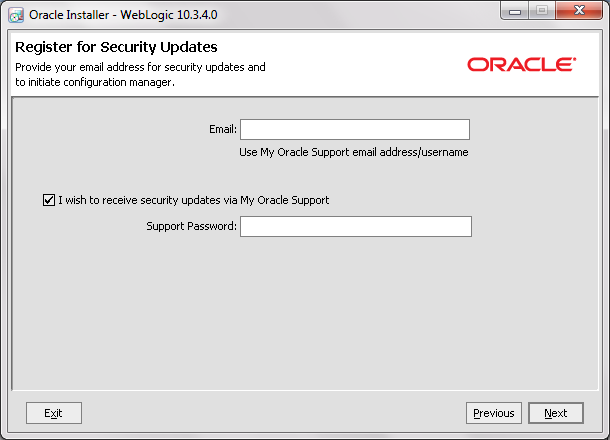 Oracle Installer - WebLogic 10.3.4.0
Register for Security Updates
Provide your email address for security updates and
to initiate configuration manager.
ORACLE®
Email:
Use My Oracle Support email address/username
I wish to receive security updates via My Oracle Support
Support Password:
Exit
Previous
Next